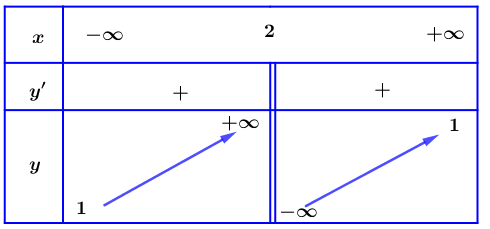 x −∞ 2 +∞
y′ + +
+∞ 1
y
1 −∞